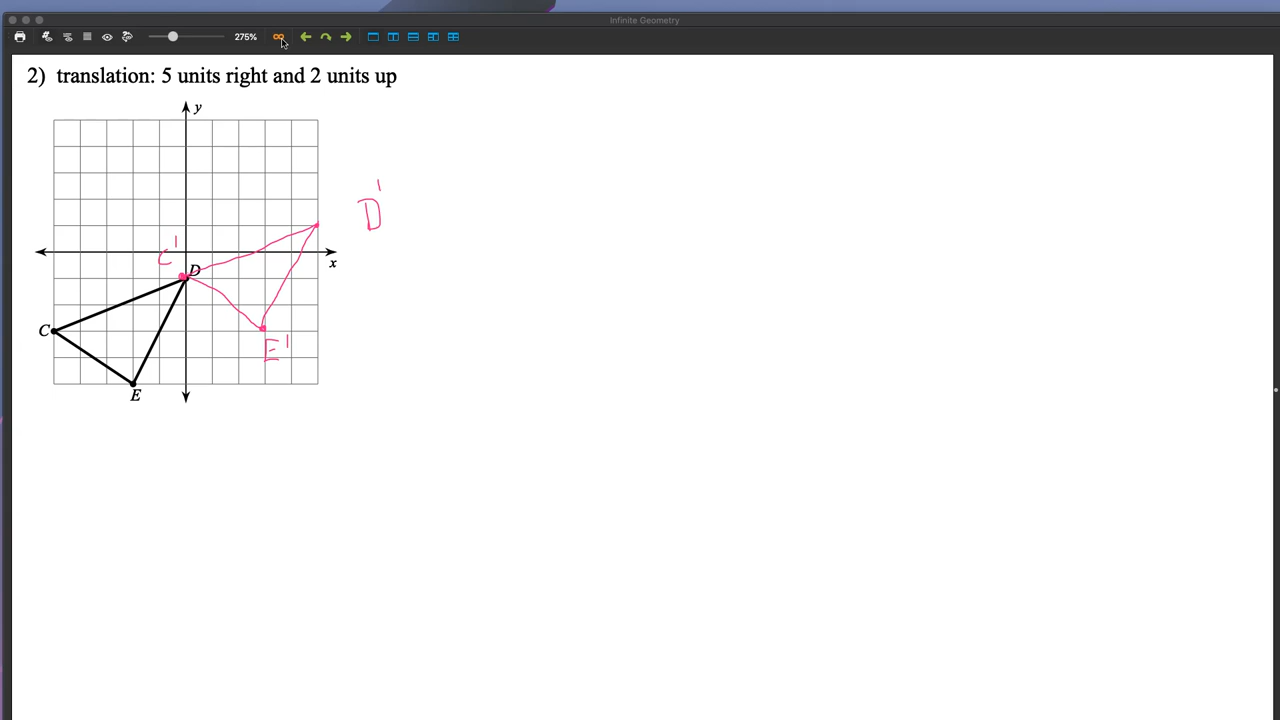 Infinite Geometry
275%
2) translation: 5 units right and 2 units up
y
D'
C'
D
x
C
E'
E